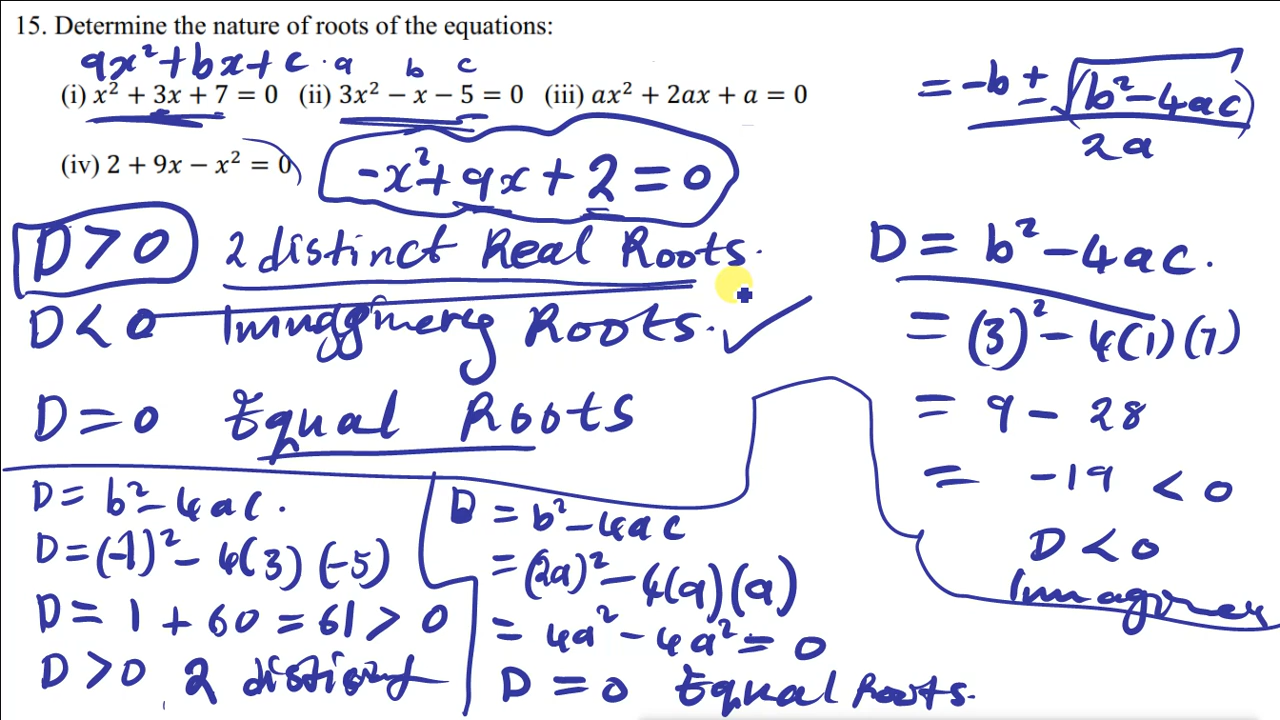 15. Determine the nature of roots of the equations:
ax² + bx + c . a b c
(i) x² + 3x + 7 = 0 (ii) 3x² − x − 5 = 0 (iii) ax² + 2ax + a = 0
(iv) 2 + 9x − x² = 0
-x² + 9x + 2 = 0
= -b ± √b² - 4ac
2a
D > 0 2 distinct Real Roots.
D < 0 Roots. ✓
D = 0 Equal Roots
D = b² - 4ac.
= (3)² - 4(1)(7)
= 9 - 28
= -19 < 0
D < 0
D = b² - 4ac.
D = (-1)² - 4(3)(-5)
D = 1 + 60 = 61 > 0
D > 0 2
D = b² - 4ac
= (2a)² - 4(a)(a)
= 4a² - 4a² = 0
D = 0 Equal Roots.